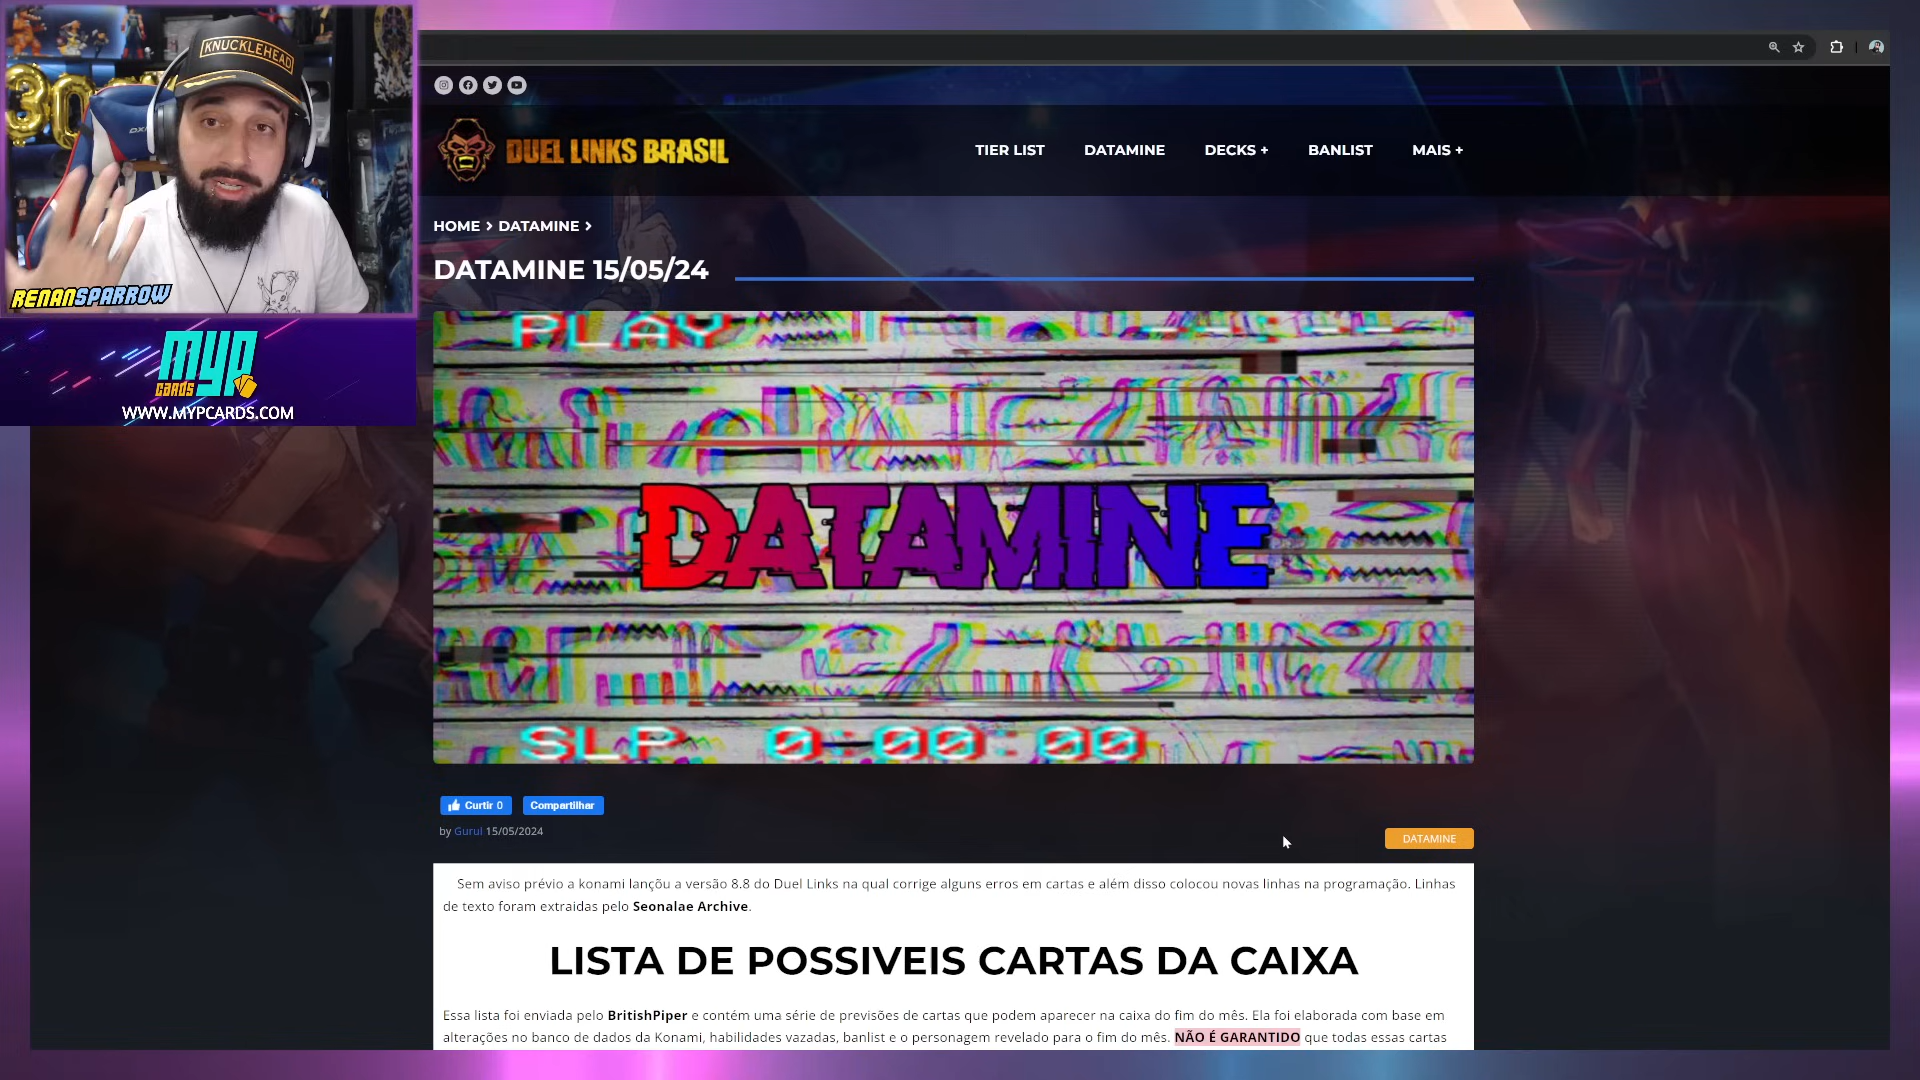 KNUCKLEHEAD
30
RENANSPARROW
MYP
CARDS
WWW.MYPCARDS.COM
DUEL LINKS BRASIL
TIER LIST
DATAMINE
DECKS +
BANLIST
MAIS +
HOME > DATAMINE >
DATAMINE 15/05/24
PLAY
DATAMINE
SLP 0:00:00
Curtir 0
Compartilhar
by Gurul 15/05/2024
DATAMINE
Sem aviso prévio a konami lançõu a versão 8.8 do Duel Links na qual corrige alguns erros em cartas e além disso colocou novas linhas na programação. Linhas
de texto foram extraidas pelo Seonalae Archive.
LISTA DE POSSIVEIS CARTAS DA CAIXA
Essa lista foi enviada pelo BritishPiper e contém uma série de previsões de cartas que podem aparecer na caixa do fim do mês. Ela foi elaborada com base em
alterações no banco de dados da Konami, habilidades vazadas, banlist e o personagem revelado para o fim do mês. NÃO É GARANTIDO que todas essas cartas